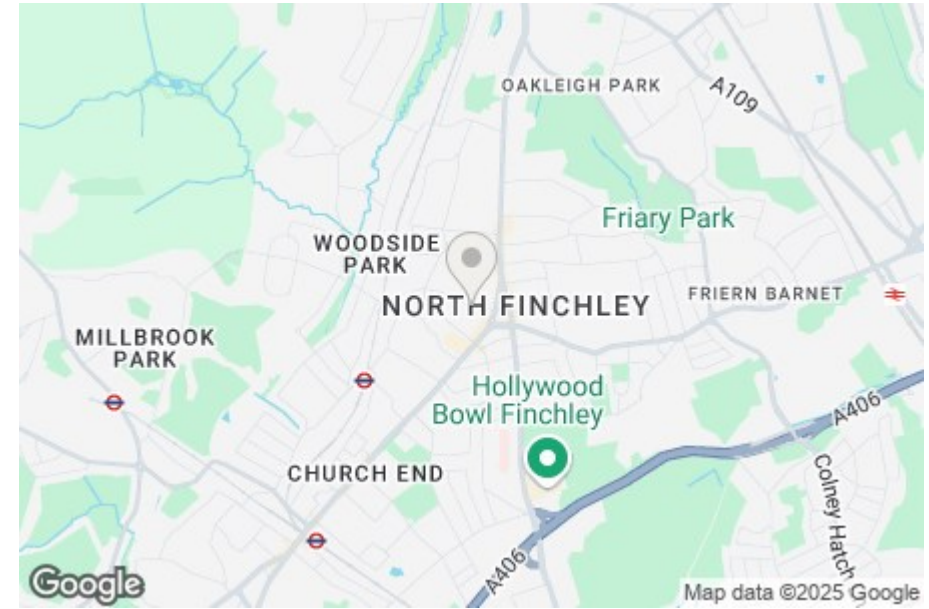 OAKLEIGH PARK
A109
Friary Park
WOODSIDE
PARK
NORTH FINCHLEY
FRIERN BARNET
MILLBROOK
PARK
Hollywood
Bowl Finchley
A406
CHURCH END
Colney Hatch
A406
Google
Map data ©2025 Google